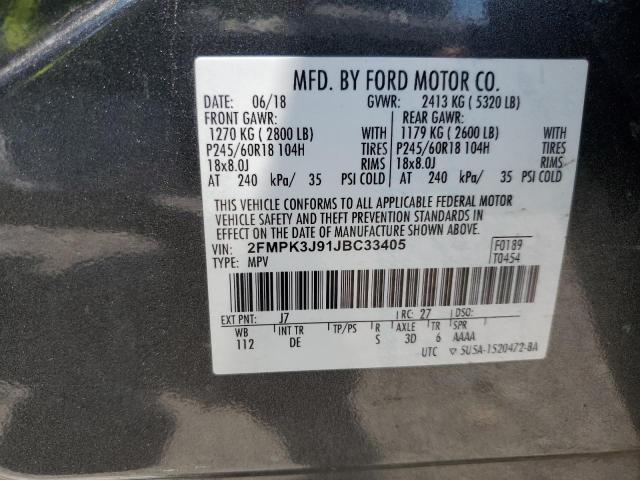 MFD. BY FORD MOTOR CO.
DATE: 06/18 GVWR: 2413 KG ( 5320 LB)
FRONT GAWR: REAR GAWR:
1270 KG ( 2800 LB) WITH 1179 KG ( 2600 LB) WITH
P245/60R18 104H TIRES P245/60R18 104H TIRES
18x8.0J RIMS 18x8.0J RIMS
AT 240 kPa/ 35 PSI COLD AT 240 kPa/ 35 PSI COLD
THIS VEHICLE CONFORMS TO ALL APPLICABLE FEDERAL MOTOR
VEHICLE SAFETY AND THEFT PREVENTION STANDARDS IN
EFFECT ON THE DATE OF MANUFACTURE SHOWN ABOVE.
VIN: 2FMPK3J91JBC33405 F0189
TYPE: MPV T0454
EXT PNT: J7 RC: 27 DSO:
WB INT TR TP/PS R AXLE TR SPR
112 DE S 3D 6 AAAA
UTC ▽ SU5A-1520472-BA